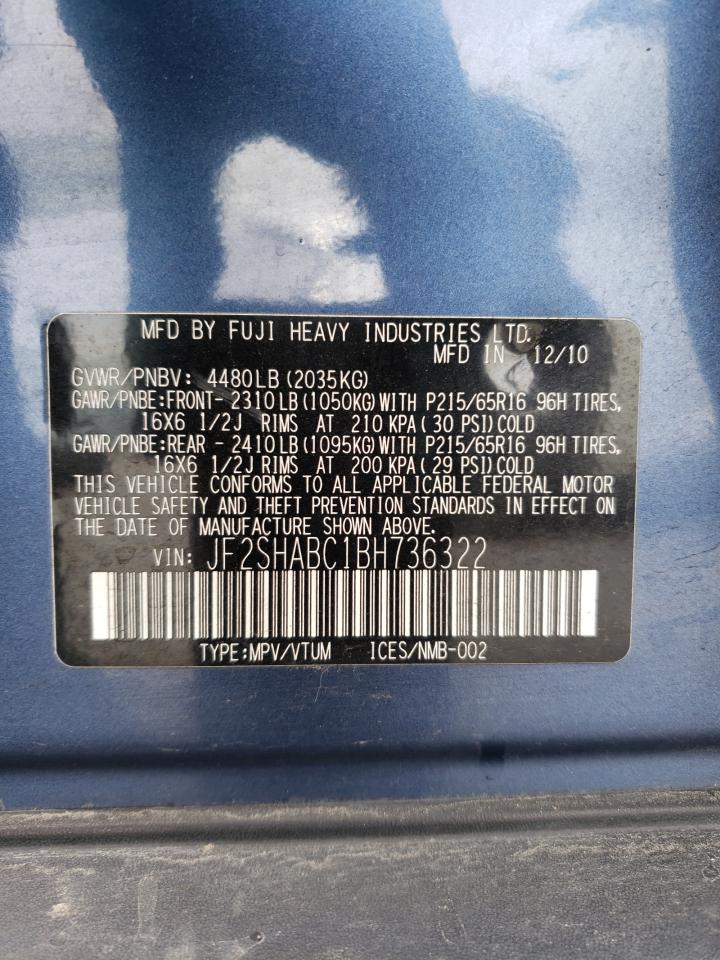 MFD BY FUJI HEAVY INDUSTRIES LTD.
MFD IN 12/10
GVWR/PNBV: 4480LB (2035KG)
GAWR/PNBE:FRONT- 2310LB (1050KG) WITH P215/65R16 96H TIRES,
16X6 1/2J RIMS AT 210 KPA ( 30 PSI) COLD
GAWR/PNBE:REAR - 2410LB (1095KG) WITH P215/65R16 96H TIRES,
16X6 1/2J RIMS AT 200 KPA ( 29 PSI) COLD
THIS VEHICLE CONFORMS TO ALL APPLICABLE FEDERAL MOTOR
VEHICLE SAFETY AND THEFT PREVENTION STANDARDS IN EFFECT ON
THE DATE OF MANUFACTURE SHOWN ABOVE.
VIN: JF2SHABC1BH736322
TYPE:MPV/VTUM ICES/NMB-002